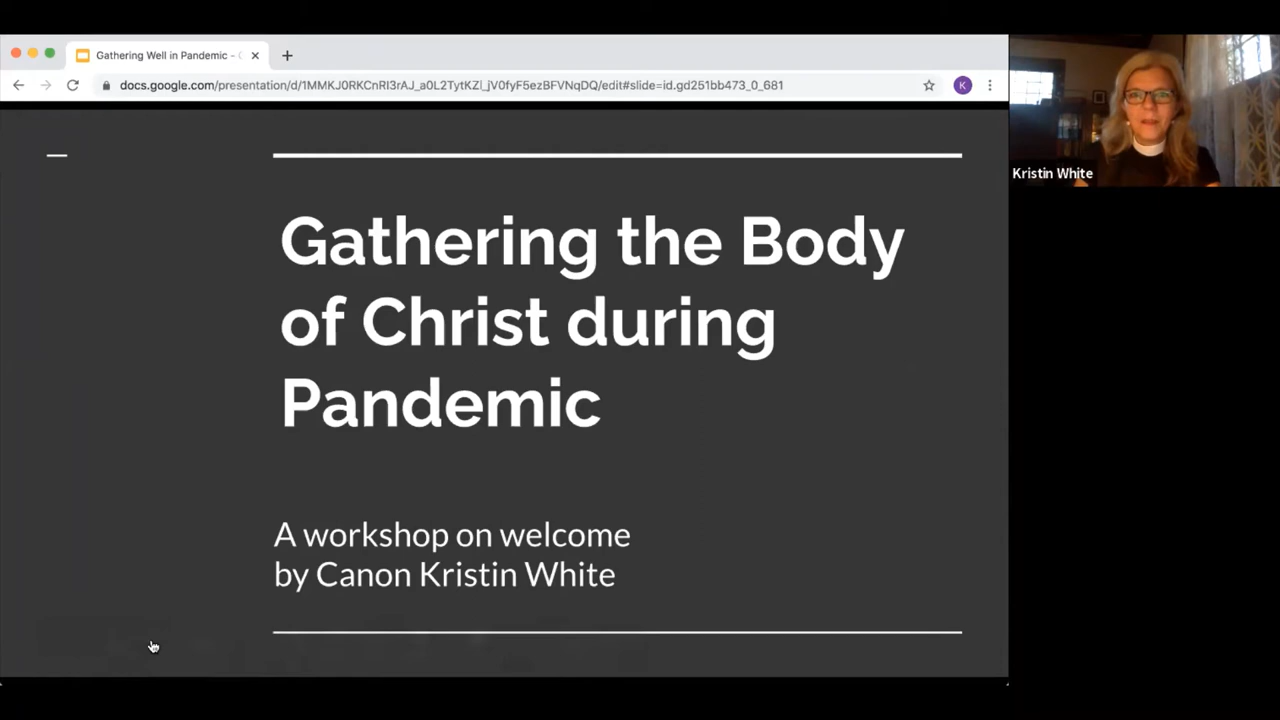 Gathering Well in Pandemic – 
docs.google.com/presentation/d/1MMKJ0RKCnRI3rAJ_a0L2TytKZl_jV0fyF5ezBFVNqDQ/edit#slide=id.gd251bb473_0_681
K
Kristin White
Gathering the Body
of Christ during
Pandemic
A workshop on welcome
by Canon Kristin White